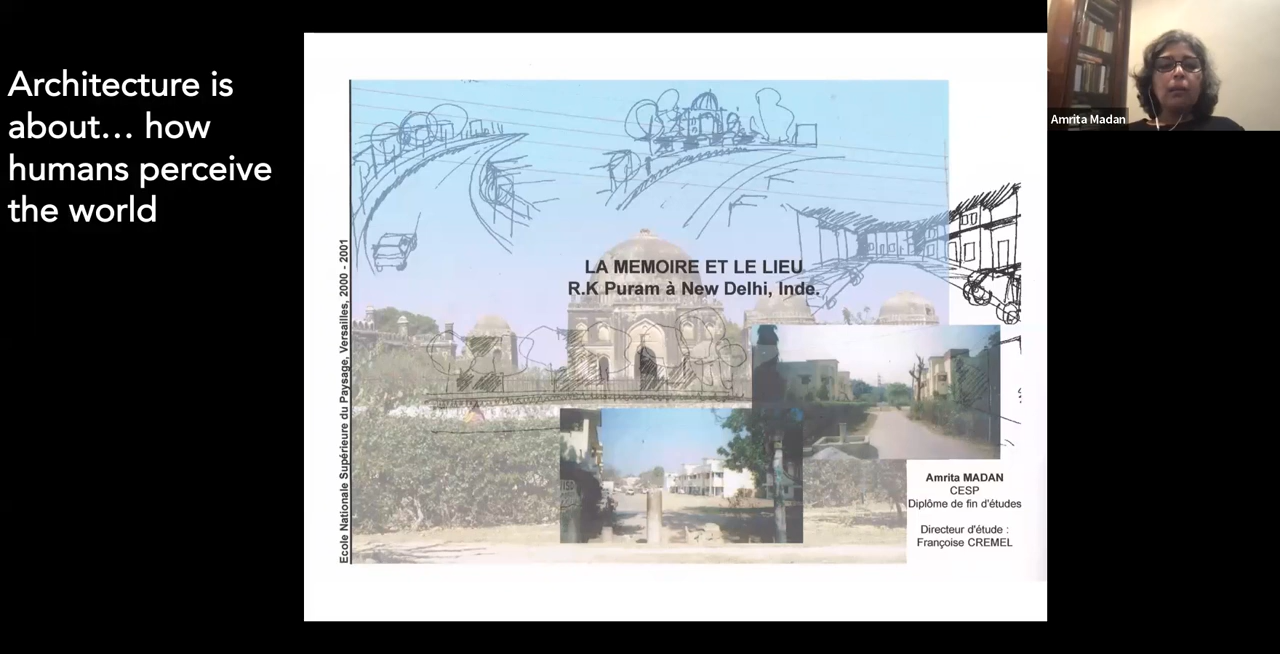 Architecture is
about... how
humans perceive
the world
Ecole Nationale Supérieure du Paysage, Versailles, 2000 - 2001
LA MEMOIRE ET LE LIEU
R.K Puram à New Delhi, Inde.
Amrita MADAN
CESP
Diplôme de fin d'études
Directeur d'étude :
Françoise CREMEL
Amrita Madan